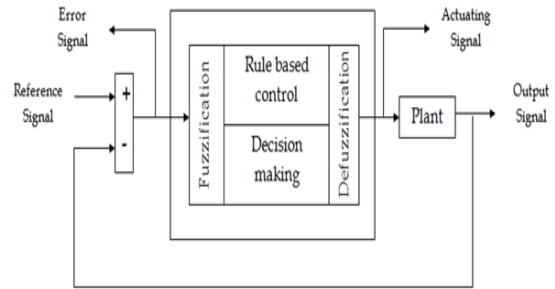 Error
Signal
Actuating
Signal
Reference
Signal
+
-
Fuzzification
Rule based
control
Decision
making
Defuzzification
Plant
Output
Signal